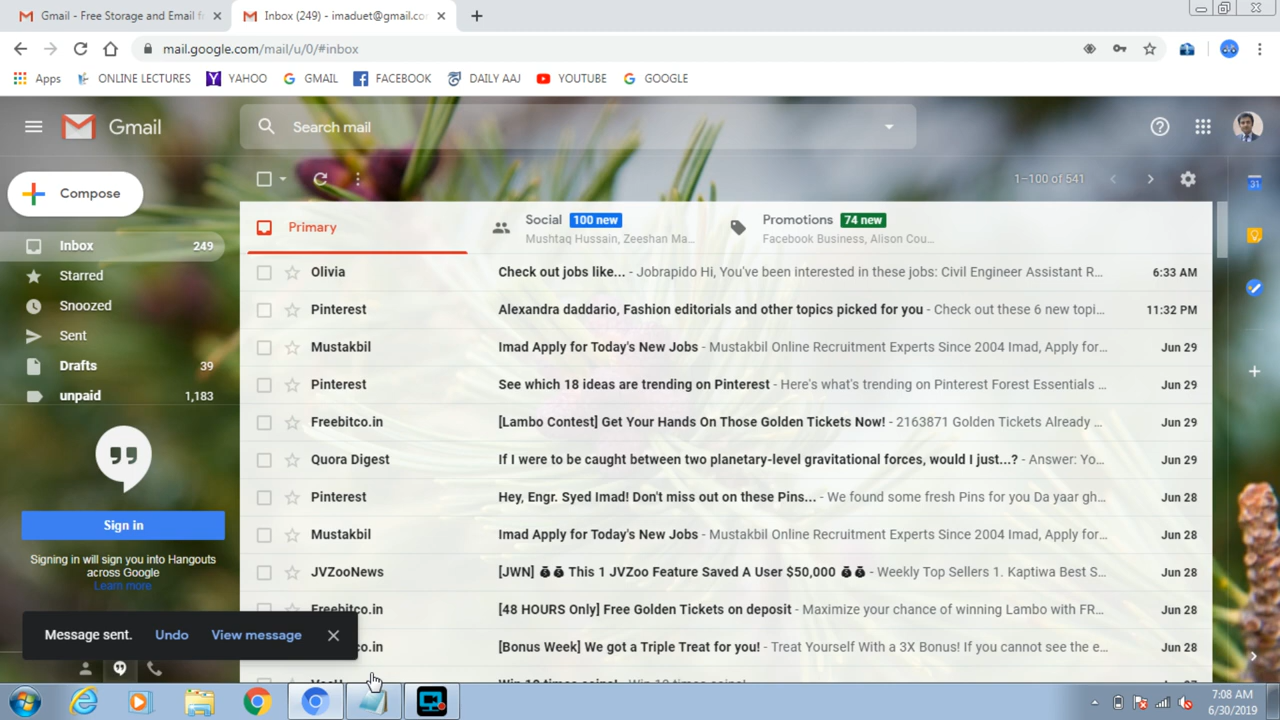 Gmail - Free Storage and Email f
Inbox (249) - imaduet@gmail.co
mail.google.com/mail/u/0/#inbox
Apps ONLINE LECTURES YAHOO GMAIL FACEBOOK DAILY AAJ YOUTUBE GOOGLE
Gmail
Search mail
Compose
1–100 of 541
Inbox 249
Starred
Snoozed
Sent
Drafts 39
unpaid 1,183
Sign in
Signing in will sign you into Hangouts
across Google
Learn more
Primary
Social 100 new
Mushtaq Hussain, Zeeshan Ma...
Promotions 74 new
Facebook Business, Alison Cou...
Olivia Check out jobs like... - Jobrapido Hi, You've been interested in these jobs: Civil Engineer Assistant R... 6:33 AM
Pinterest Alexandra daddario, Fashion editorials and other topics picked for you - Check out these 6 new topi... 11:32 PM
Mustakbil Imad Apply for Today's New Jobs - Mustakbil Online Recruitment Experts Since 2004 Imad, Apply for... Jun 29
Pinterest See which 18 ideas are trending on Pinterest - Here's what's trending on Pinterest Forest Essentials ... Jun 29
Freebitco.in [Lambo Contest] Get Your Hands On Those Golden Tickets Now! - 2163871 Golden Tickets Already ... Jun 29
Quora Digest If I were to be caught between two planetary-level gravitational forces, would I just...? - Answer: Yo... Jun 29
Pinterest Hey, Engr. Syed Imad! Don't miss out on these Pins... - We found some fresh Pins for you Da yaar gh... Jun 28
Mustakbil Imad Apply for Today's New Jobs - Mustakbil Online Recruitment Experts Since 2004 Imad, Apply for... Jun 28
JVZooNews [JWN] 💰💰 This 1 JVZoo Feature Saved A User $50,000 💰💰 - Weekly Top Sellers 1. Kaptiwa Best S... Jun 28
Freebitco.in [48 HOURS Only] Free Golden Tickets on deposit - Maximize your chance of winning Lambo with FR... Jun 28
co.in [Bonus Week] We got a Triple Treat for you! - Treat Yourself With a 3X Bonus! If you cannot see the e... Jun 28
Message sent. Undo View message
31
7:08 AM
6/30/2019